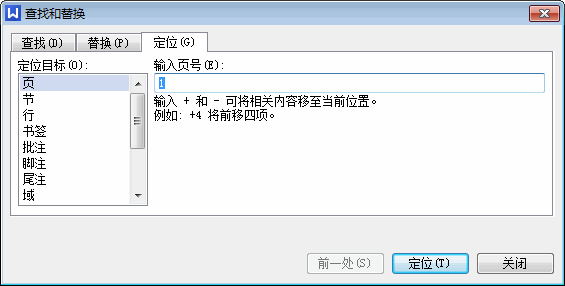 查找和替换
查找(D) 替换(P) 定位(G)
定位目标(O): 输入页号(E):
页
节
行
书签
批注
脚注
尾注
域
1
输入 + 和 - 可将相关内容移至当前位置。
例如: +4 将前移四项。
前一处(S) 定位(T) 关闭